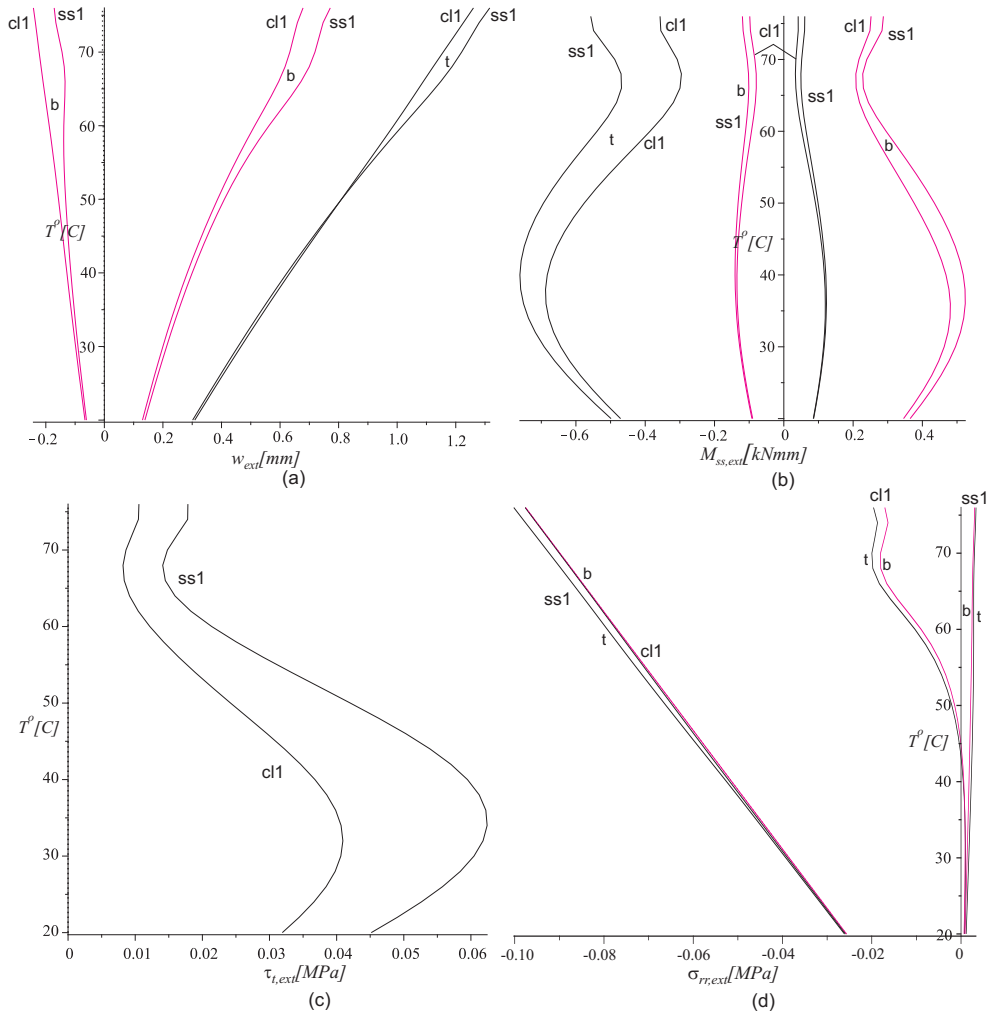 cl1 ss1 (a) ss1
70 b t
b
60
50
T° [C]
40
30
-0.2 0 0.2 0.4 0.6 0.8 1.0 1.2
w_ext [mm]
(a)
cl1 ss1 (b) cl1 cl1 ss1
ss1 70
b ss1
60 ss1
t cl1 b
50
T° [C]
40
30
-0.6 -0.4 -0.2 0 0.2 0.4
M_ss,ext [kNmm]
(b)
70
ss1
60
50
T° [C]
40 cl1
30
20
0 0.01 0.02 0.03 0.04 0.05 0.06
τ_t,ext [MPa]
(c)
cl1 ss1
70 t b
b
ss1 b t
60
t cl1
50
T° [C]
40
30
20
-0.10 -0.08 -0.06 -0.04 -0.02 0
σ_rr,ext [MPa]
(d)